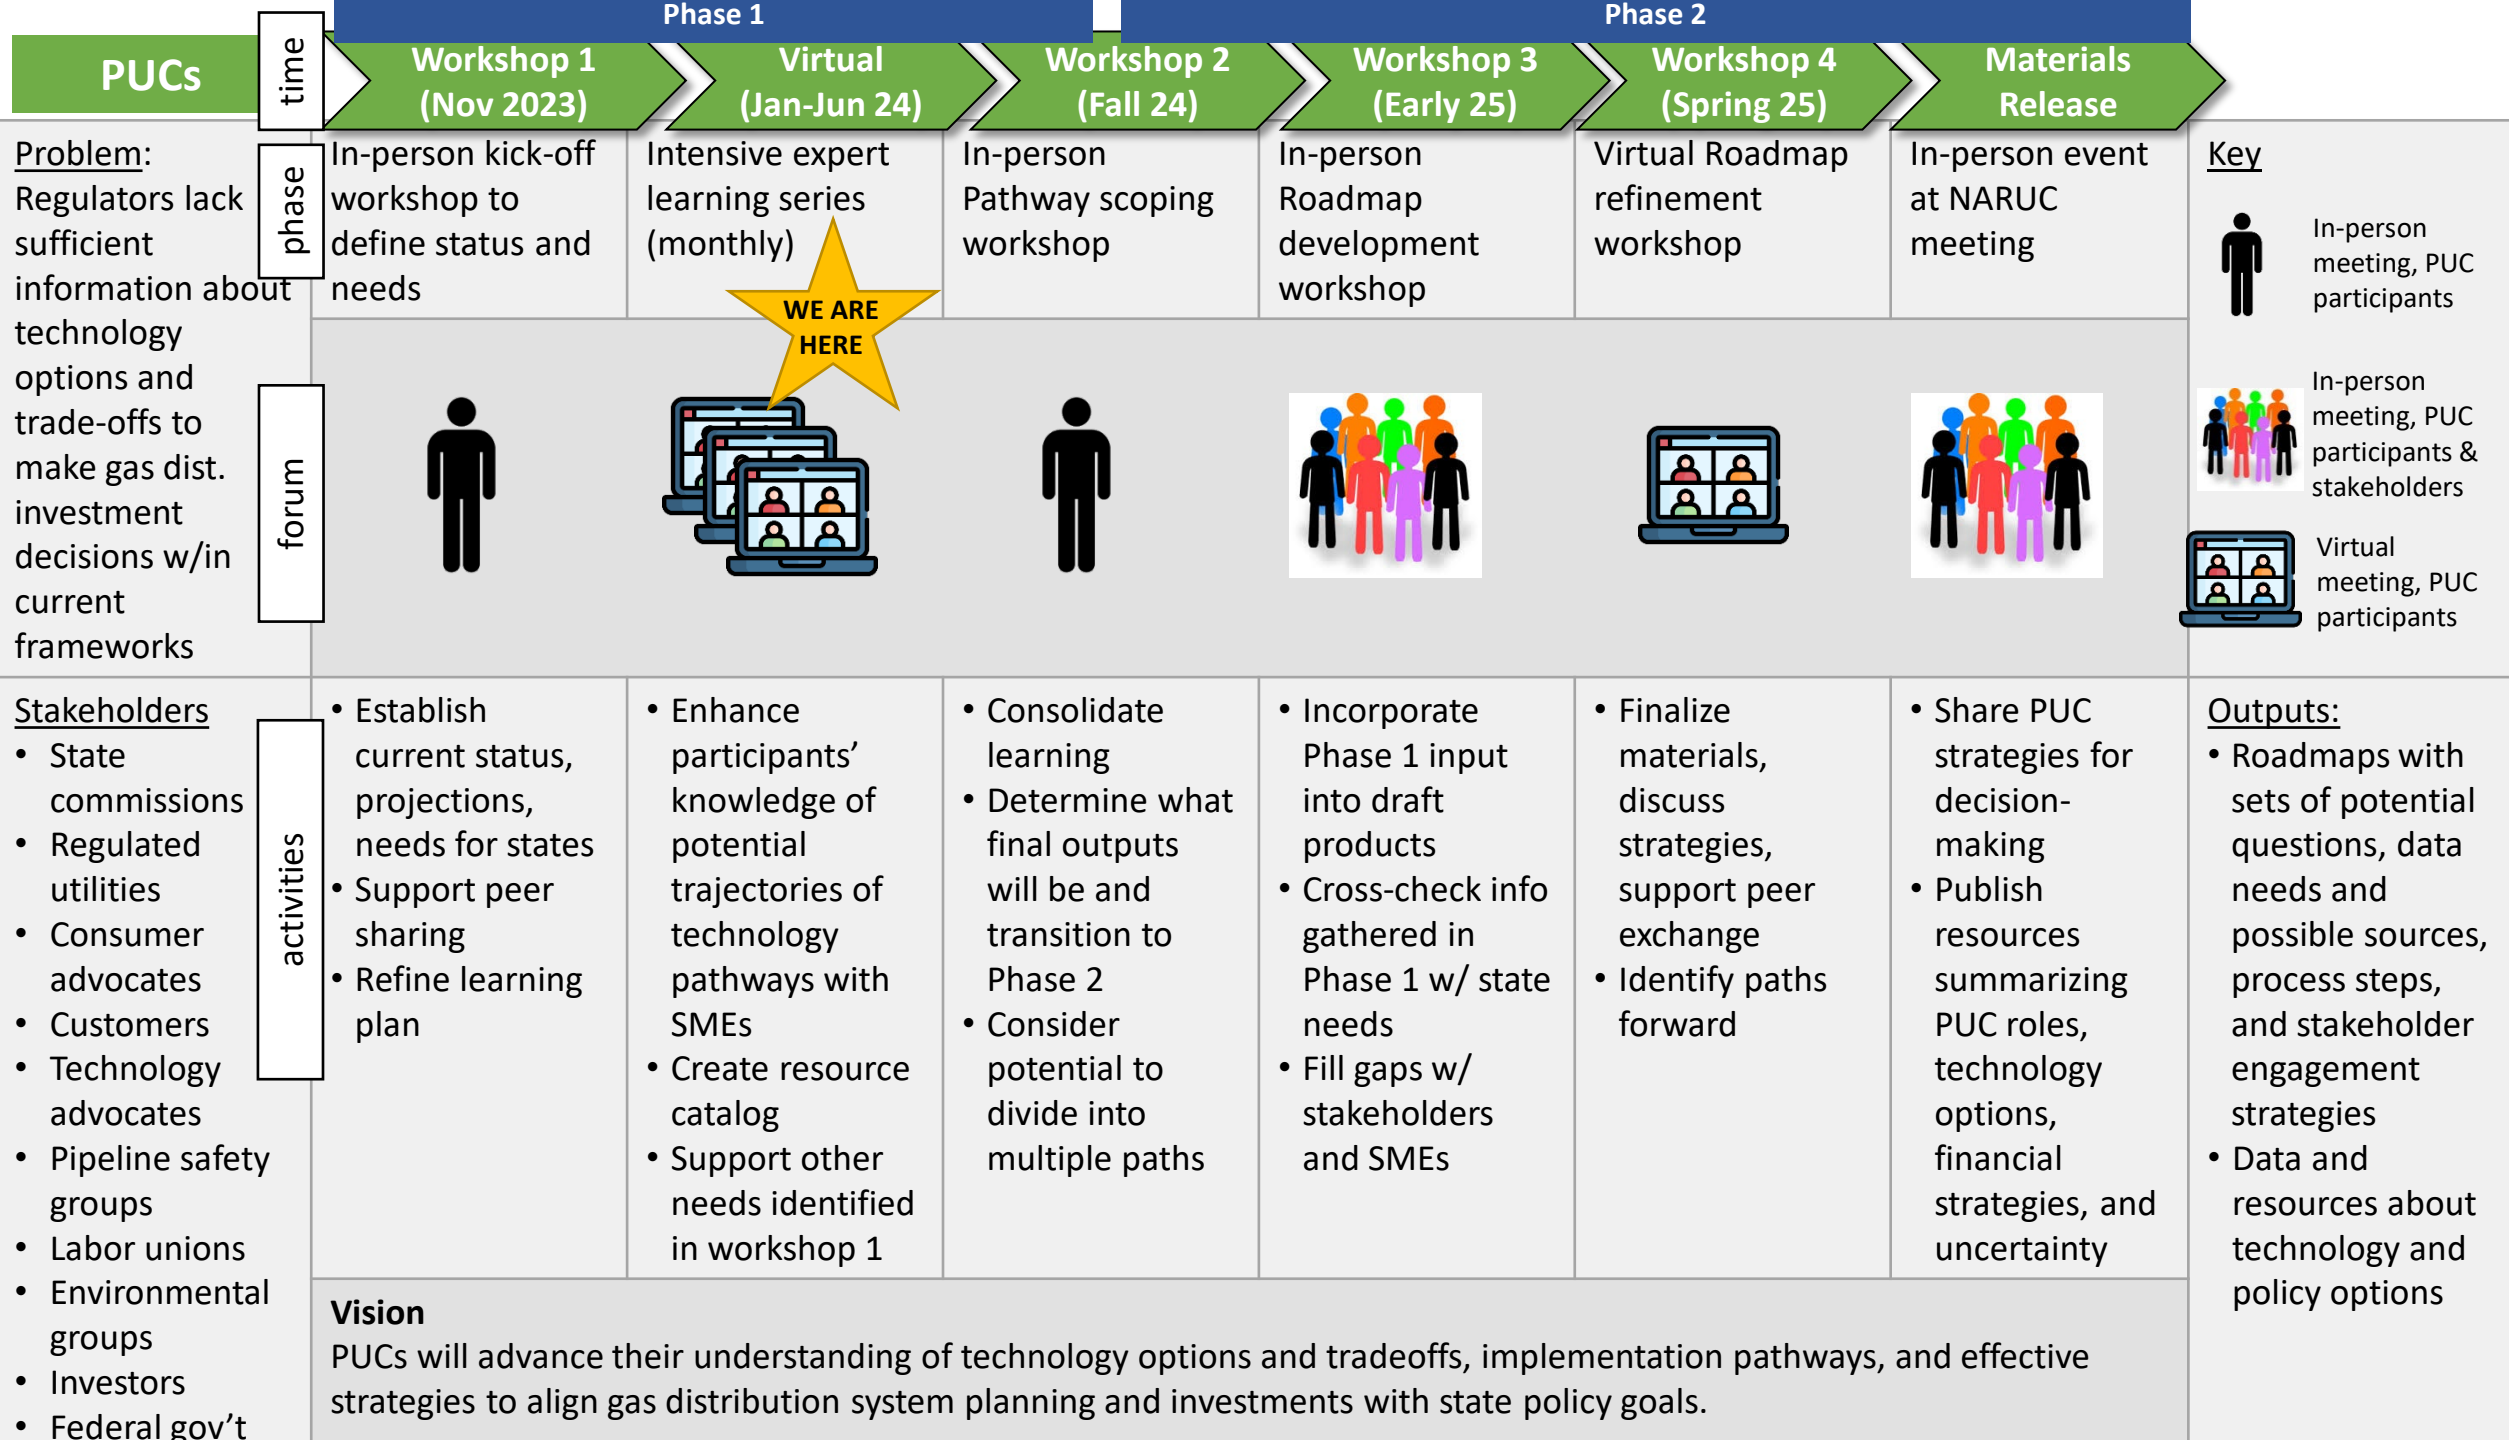 Phase 1
Phase 2
PUCs
time
Workshop 1
(Nov 2023)
Virtual
(Jan-Jun 24)
Workshop 2
(Fall 24)
Workshop 3
(Early 25)
Workshop 4
(Spring 25)
Materials
Release
Problem:
Regulators lack
sufficient
information about
technology
options and
trade-offs to
make gas dist.
investment
decisions w/in
current
frameworks
phase
In-person kick-off
workshop to
define status and
needs
Intensive expert
learning series
(monthly)
In-person
Pathway scoping
workshop
In-person
Roadmap
development
workshop
Virtual Roadmap
refinement
workshop
In-person event
at NARUC
meeting
WE ARE
HERE
forum
Key
In-person
meeting, PUC
participants
In-person
meeting, PUC
participants &
stakeholders
Virtual
meeting, PUC
participants
Stakeholders
• State
commissions
• Regulated
utilities
• Consumer
advocates
• Customers
• Technology
advocates
• Pipeline safety
groups
• Labor unions
• Environmental
groups
• Investors
• Federal gov't
activities
• Establish
current status,
projections,
needs for states
• Support peer
sharing
• Refine learning
plan
• Enhance
participants’
knowledge of
potential
trajectories of
technology
pathways with
SMEs
• Create resource
catalog
• Support other
needs identified
in workshop 1
• Consolidate
learning
• Determine what
final outputs
will be and
transition to
Phase 2
• Consider
potential to
divide into
multiple paths
• Incorporate
Phase 1 input
into draft
products
• Cross-check info
gathered in
Phase 1 w/ state
needs
• Fill gaps w/
stakeholders
and SMEs
• Finalize
materials,
discuss
strategies,
support peer
exchange
• Identify paths
forward
• Share PUC
strategies for
decision-
making
• Publish
resources
summarizing
PUC roles,
technology
options,
financial
strategies, and
uncertainty
Outputs:
• Roadmaps with
sets of potential
questions, data
needs and
possible sources,
process steps,
and stakeholder
engagement
strategies
• Data and
resources about
technology and
policy options
Vision
PUCs will advance their understanding of technology options and tradeoffs, implementation pathways, and effective
strategies to align gas distribution system planning and investments with state policy goals.